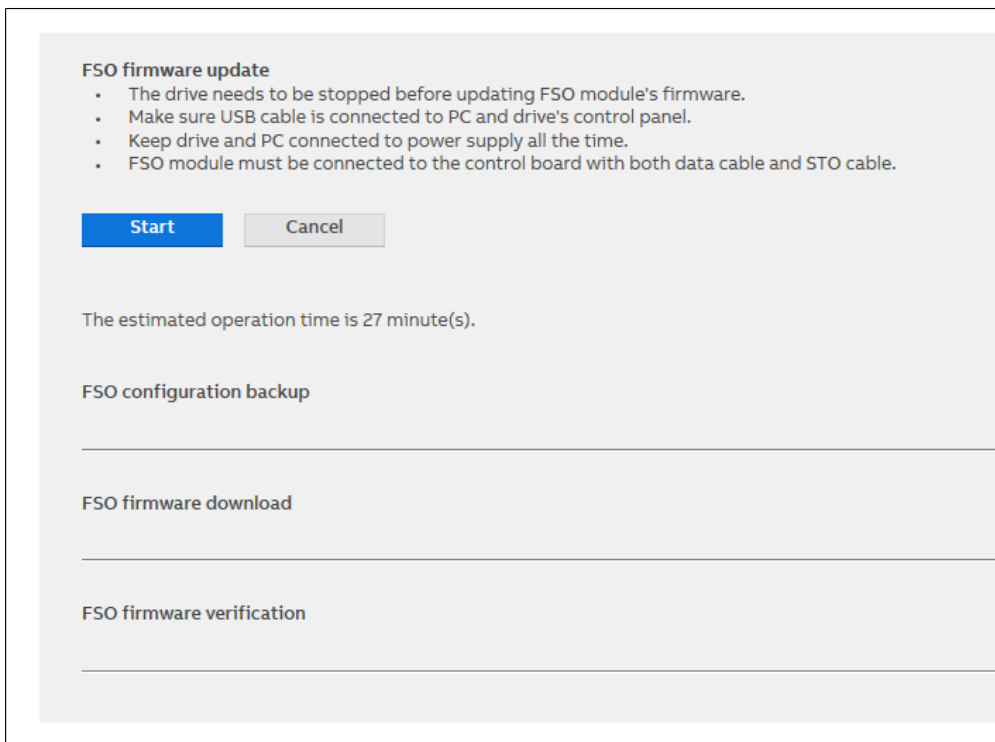 FSO firmware update
• The drive needs to be stopped before updating FSO module's firmware.
• Make sure USB cable is connected to PC and drive's control panel.
• Keep drive and PC connected to power supply all the time.
• FSO module must be connected to the control board with both data cable and STO cable.
Start Cancel
The estimated operation time is 27 minute(s).
FSO configuration backup
FSO firmware download
FSO firmware verification